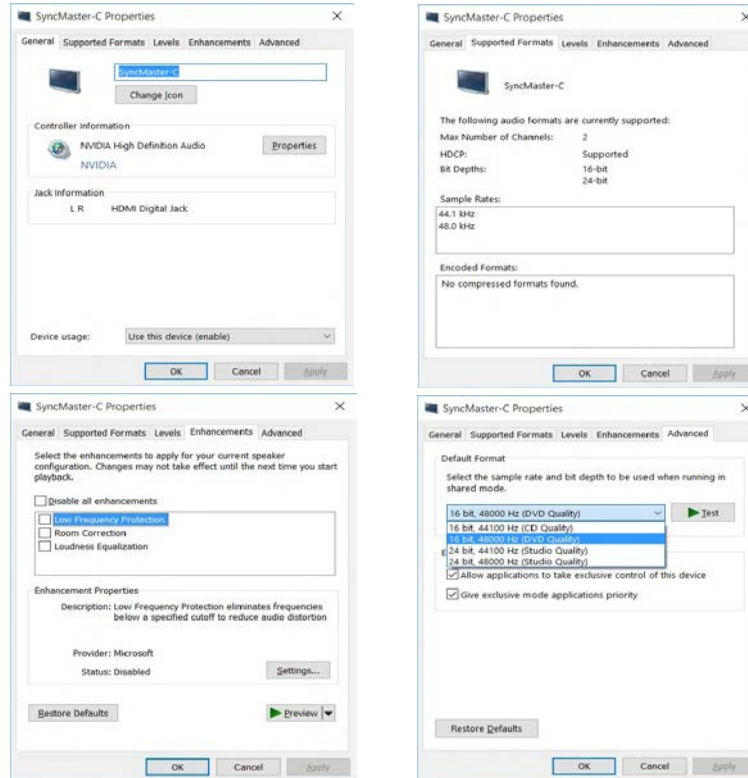 SyncMaster-C Properties
General Supported Formats Levels Enhancements Advanced
SyncMaster-C
Change Icon
Controller Information
NVIDIA High Definition Audio
Properties
NVIDIA
Jack Information
L R HDMI Digital Jack
Device usage:
Use this device (enable)
OK Cancel Apply
SyncMaster-C Properties
General Supported Formats Levels Enhancements Advanced
SyncMaster-C
The following audio formats are currently supported:
Max Number of Channels: 2
HDCP: Supported
Bit Depths: 16-bit
24-bit
Sample Rates:
44.1 kHz
48.0 kHz
Encoded Formats:
No compressed formats found.
OK Cancel Apply
SyncMaster-C Properties
General Supported Formats Levels Enhancements Advanced
Select the enhancements to apply for your current speaker
configuration. Changes may not take effect until the next time you start
playback.
Disable all enhancements
Low Frequency Protection
Room Correction
Loudness Equalization
Enhancement Properties
Description: Low Frequency Protection eliminates frequencies
below a specified cutoff to reduce audio distortion
Provider: Microsoft
Status: Disabled
Settings...
Restore Defaults
Preview
OK Cancel Apply
SyncMaster-C Properties
General Supported Formats Levels Enhancements Advanced
Default Format
Select the sample rate and bit depth to be used when running in
shared mode.
16 bit, 48000 Hz (DVD Quality)
Test
16 bit, 44100 Hz (CD Quality)
16 bit, 48000 Hz (DVD Quality)
24 bit, 44100 Hz (Studio Quality)
24 bit, 48000 Hz (Studio Quality)
Allow applications to take exclusive control of this device
Give exclusive mode applications priority
Restore Defaults
OK Cancel Apply